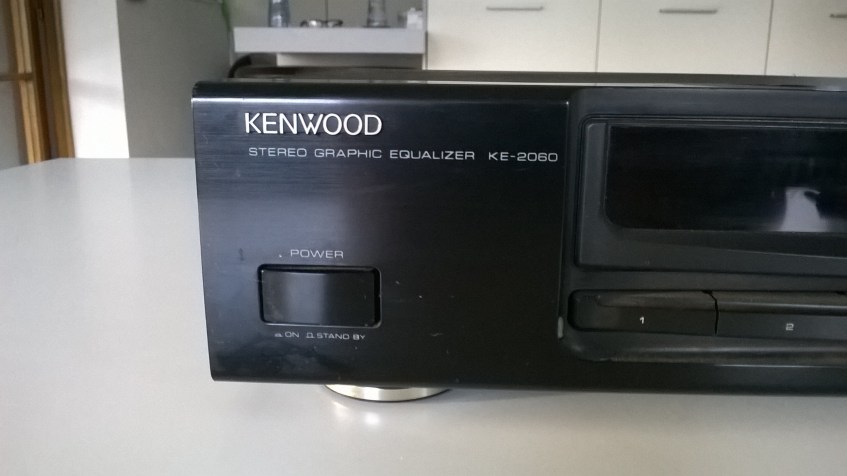 KENWOOD
STEREO GRAPHIC EQUALIZER KE-2060
POWER
ON STAND BY
1 2